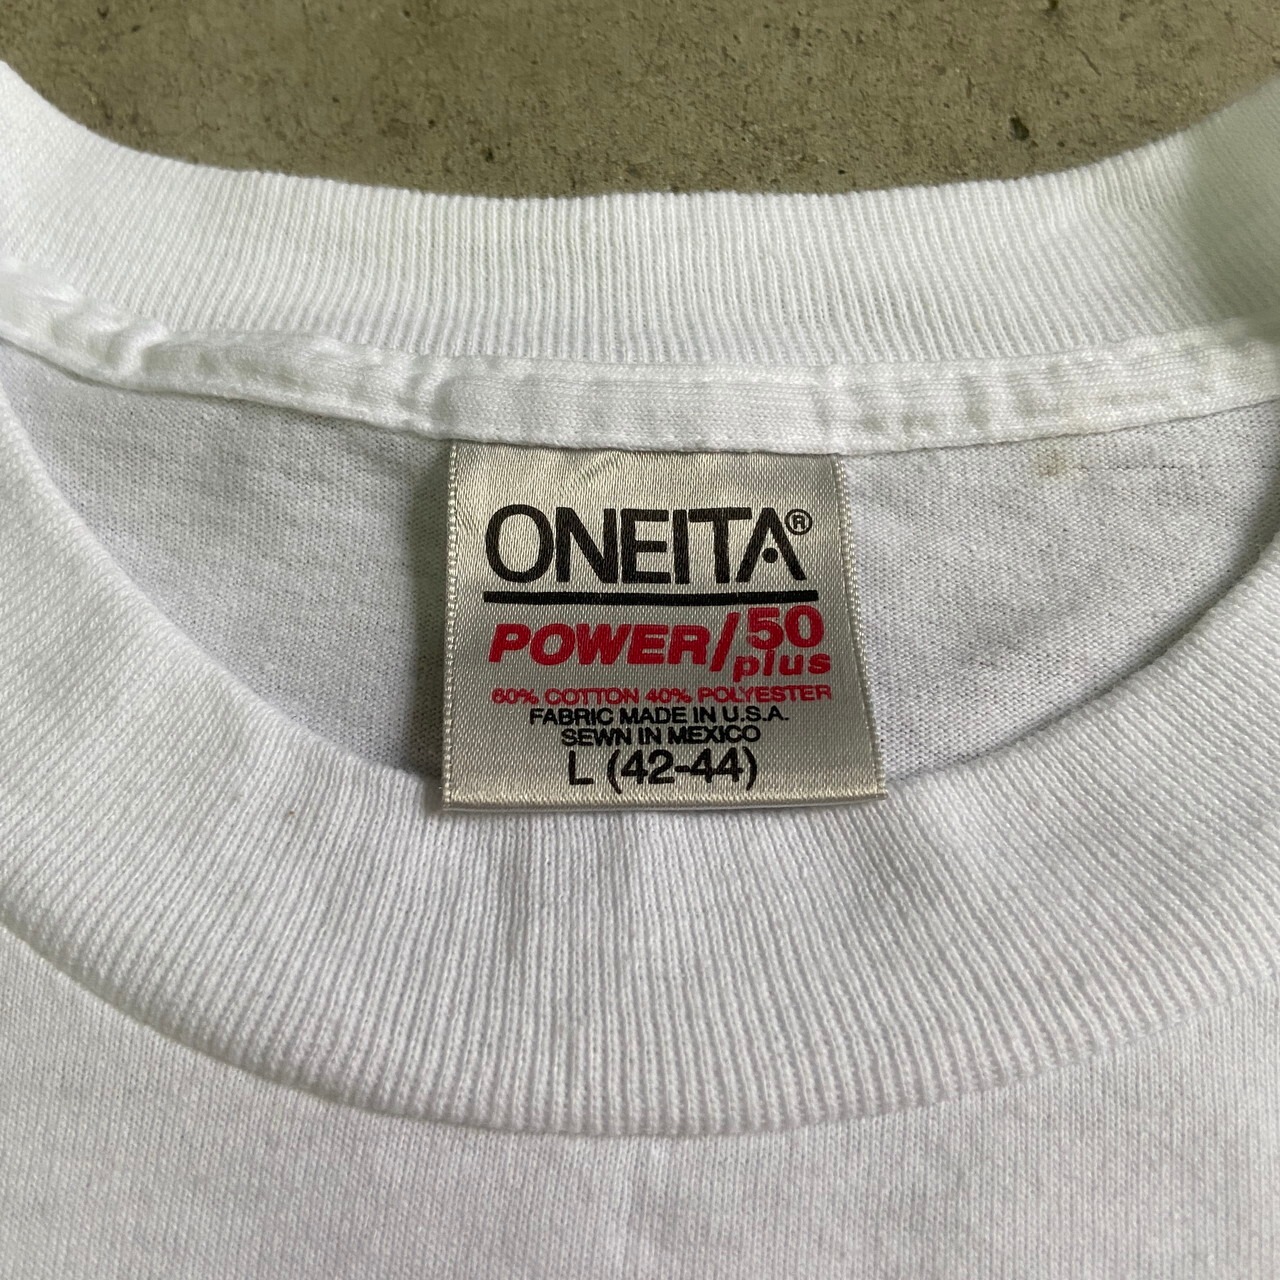 ONEITA®
POWER/50 plus
60% COTTON 40% POLYESTER
FABRIC MADE IN U.S.A.
SEWN IN MEXICO
L (42-44)